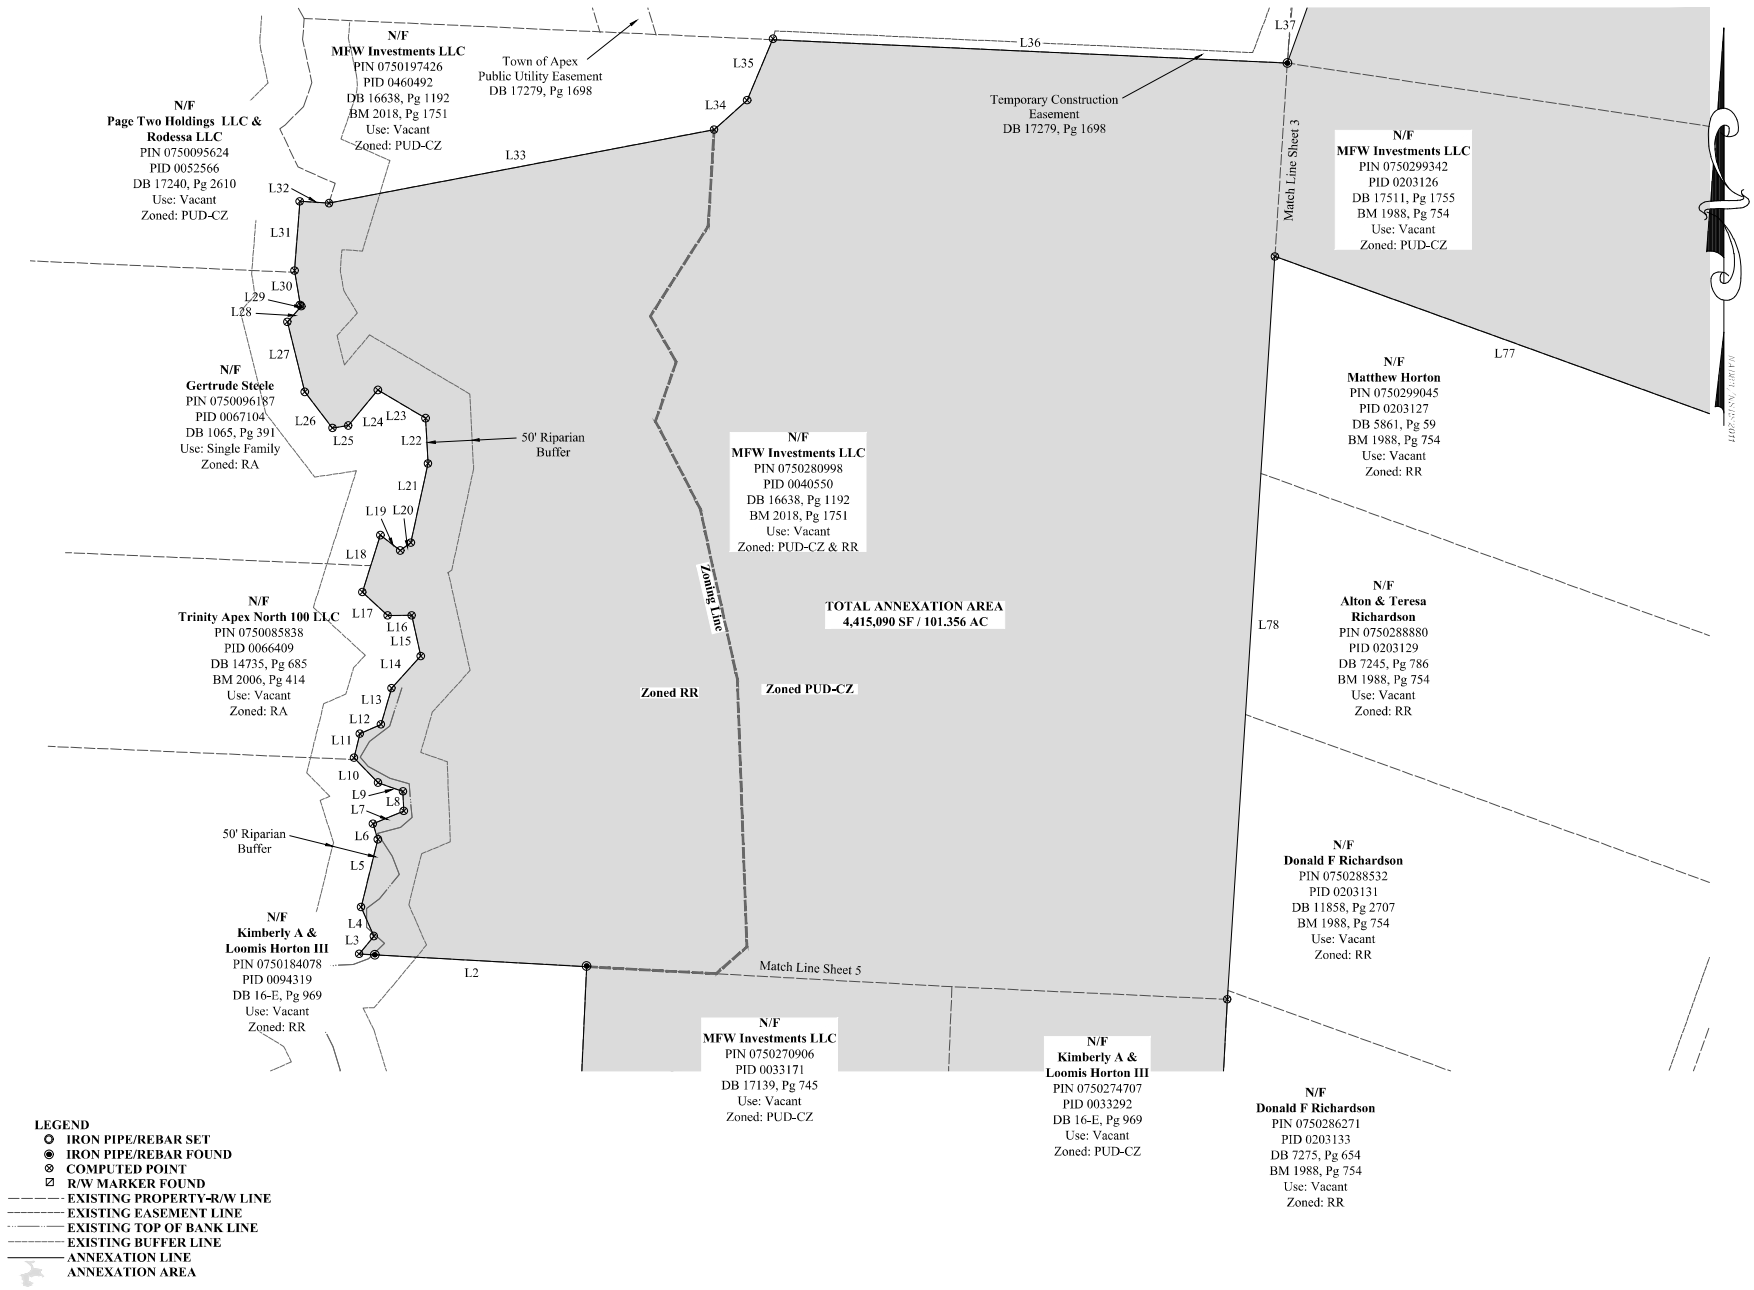 L37
L36
L35
L34
L33
L32
L31
L30
L29
L28
L27
L26
L25
L24
L23
L22
L21
L20
L19
L18
L17
L16
L15
L14
L13
L12
L11
L10
L9
L8
L7
L6
L5
L4
L3
L2
L77
L78
N/F
MFW Investments LLC
PIN 0750197426
PID 0460492
DB 16638, Pg 1192
BM 2018, Pg 1751
Use: Vacant
Zoned: PUD-CZ
Town of Apex
Public Utility Easement
DB 17279, Pg 1698
Temporary Construction
Easement
DB 17279, Pg 1698
Match Line Sheet 3
N/F
Page Two Holdings LLC &
Rodessa LLC
PIN 0750095624
PID 0052566
DB 17240, Pg 2610
Use: Vacant
Zoned: PUD-CZ
N/F
MFW Investments LLC
PIN 0750299342
PID 0203126
DB 17511, Pg 1755
BM 1988, Pg 754
Use: Vacant
Zoned: PUD-CZ
N/F
Gertrude Steele
PIN 0750096187
PID 0067104
DB 1065, Pg 391
Use: Single Family
Zoned: RA
50' Riparian
Buffer
N/F
MFW Investments LLC
PIN 0750280998
PID 0040550
DB 16638, Pg 1192
BM 2018, Pg 1751
Use: Vacant
Zoned: PUD-CZ & RR
N/F
Matthew Horton
PIN 0750299045
PID 0203127
DB 5861, Pg 59
BM 1988, Pg 754
Use: Vacant
Zoned: RR
Zoning Line
TOTAL ANNEXATION AREA
4,415,090 SF / 101.356 AC
Zoned RR
Zoned PUD-CZ
N/F
Trinity Apex North 100 LLC
PIN 0750085838
PID 0066409
DB 14735, Pg 685
BM 2006, Pg 414
Use: Vacant
Zoned: RA
N/F
Alton & Teresa
Richardson
PIN 0750288880
PID 0203129
DB 7245, Pg 786
BM 1988, Pg 754
Use: Vacant
Zoned: RR
50' Riparian
Buffer
N/F
Donald F Richardson
PIN 0750288532
PID 0203131
DB 11858, Pg 2707
BM 1988, Pg 754
Use: Vacant
Zoned: RR
N/F
Kimberly A &
Loomis Horton III
PIN 0750184078
PID 0094319
DB 16-E, Pg 969
Use: Vacant
Zoned: RR
Match Line Sheet 5
N/F
MFW Investments LLC
PIN 0750270906
PID 0033171
DB 17139, Pg 745
Use: Vacant
Zoned: PUD-CZ
N/F
Kimberly A &
Loomis Horton III
PIN 0750274707
PID 0033292
DB 16-E, Pg 969
Use: Vacant
Zoned: PUD-CZ
N/F
Donald F Richardson
PIN 0750286271
PID 0203133
DB 7275, Pg 654
BM 1988, Pg 754
Use: Vacant
Zoned: RR
LEGEND
IRON PIPE/REBAR SET
IRON PIPE/REBAR FOUND
COMPUTED POINT
R/W MARKER FOUND
EXISTING PROPERTY-R/W LINE
EXISTING EASEMENT LINE
EXISTING TOP OF BANK LINE
EXISTING BUFFER LINE
ANNEXATION LINE
ANNEXATION AREA